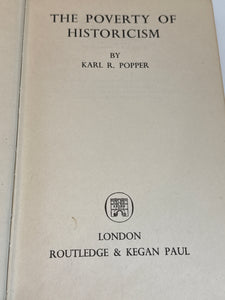 THE POVERTY OF
HISTORICISM
BY
KARL R. POPPER
LONDON
ROUTLEDGE & KEGAN PAUL